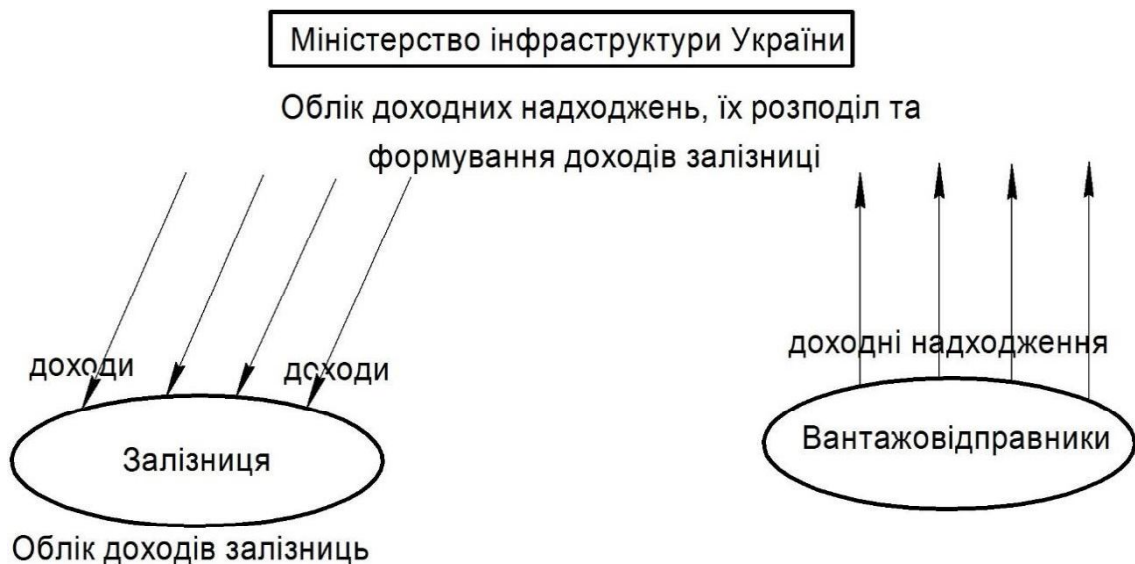 Міністерство інфраструктури України
Облік доходних надходжень, їх розподіл та
формування доходів залізниці
доходи
доходи
доходні надходження
Залізниця
Вантажовідправники
Облік доходів залізниць